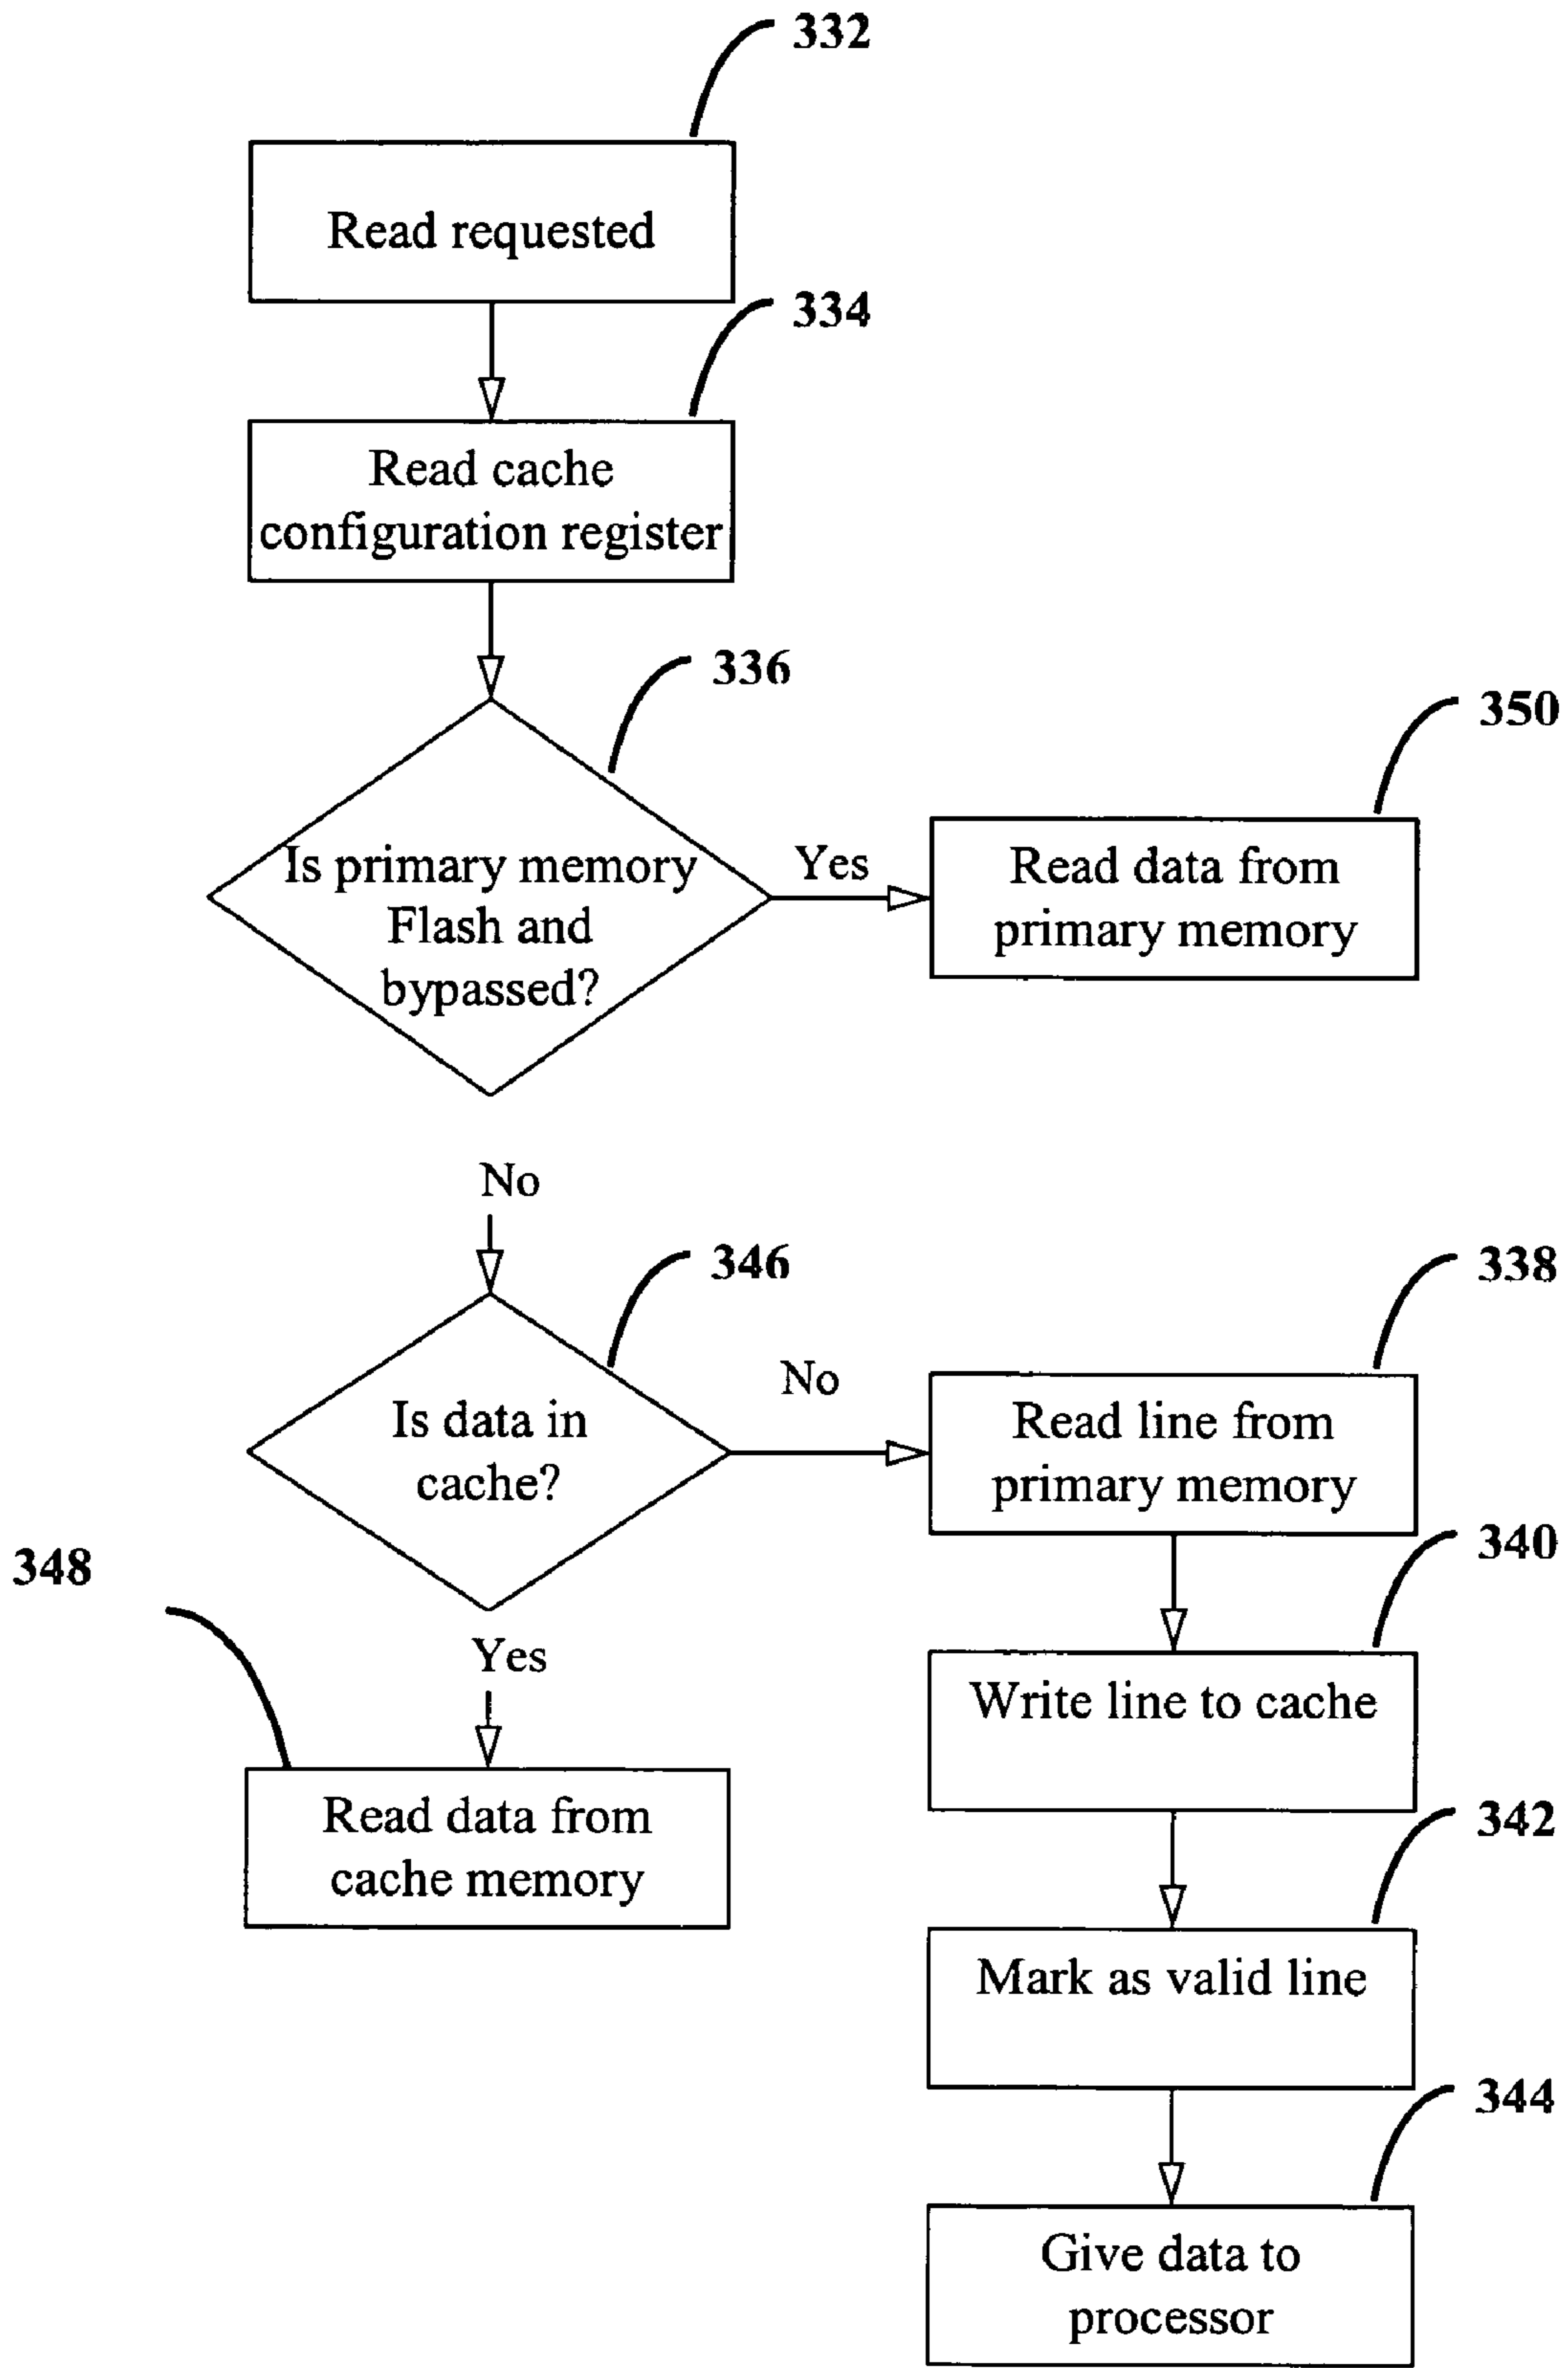 332
Read requested
334
Read cache
configuration register
336
350
Is primary memory
Flash and
bypassed?
Yes
Read data from
primary memory
No
346
338
Is data in
cache?
No
Read line from
primary memory
348
340
Yes
Write line to cache
Read data from
cache memory
342
Mark as valid line
344
Give data to
processor